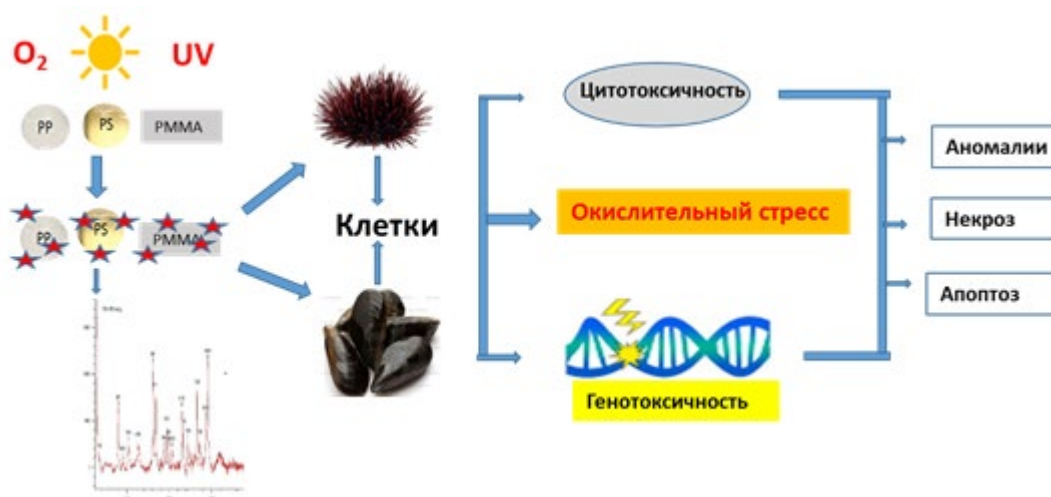 O₂
UV
PP
PS
PMMA
PP
PS
PMMA
Клетки
Цитотоксичность
Окислительный стресс
Генотоксичность
Аномалии
Некроз
Апоптоз